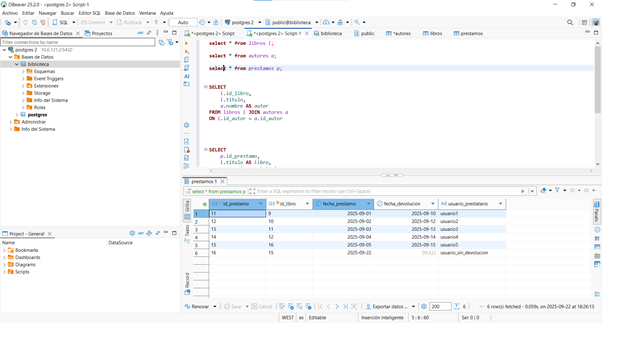 DBeaver 25.2.0 - <postgres 2> Script-1
Archivo Editar Navegar Buscar Editor SQL Base de Datos Ventana Ayuda
SQL Commit Rollback Auto postgres 2 public@biblioteca
Navegador de Bases de Datos Proyectos
*<postgres> Script *<postgres 2> Script-1 biblioteca public *autores libros prestamos
Filter connections by name
postgres 2 10.6.131.2:5432
Bases de Datos
biblioteca
Esquemas
Event Triggers
Extensiones
Storage
Info del Sistema
Roles
postgres
Administrar
Info del Sistema
select * from libros l;
select * from autores a;
select * from prestamos p;
SELECT
l.id_libro,
l.titulo,
a.nombre AS autor
FROM libros l JOIN autores a
ON l.id_autor = a.id_autor
SELECT
p.id_prestamo,
l.titulo AS libro,
prestamos 1
select * from prestamos p Enter a SQL expression to filter results (use Ctrl+Space)
Project - General
Name DataSource
Bookmarks
Dashboards
Diagrams
Scripts
Grilla
Texto
Record
Panels
id_prestamo id_libro fecha_prestamo fecha_devolucion usuario_prestario
1 11 9 2025-09-01 2025-09-10 usuario1
2 12 10 2025-09-02 2025-09-12 usuario2
3 13 11 2025-09-03 2025-09-13 usuario3
4 14 12 2025-09-04 2025-09-14 usuario4
5 15 16 2025-09-05 2025-09-15 usuario5
6 16 15 2025-09-22 [NULL] usuario_sin_devolucion
Renovar Save Cancel Exportar datos... 200 6 6 row(s) fetched - 0.059s, on 2025-09-22 at 18:26:13
WEST es Editable Inserción inteligente 5 : 6 : 60 Sel: 0 | 0